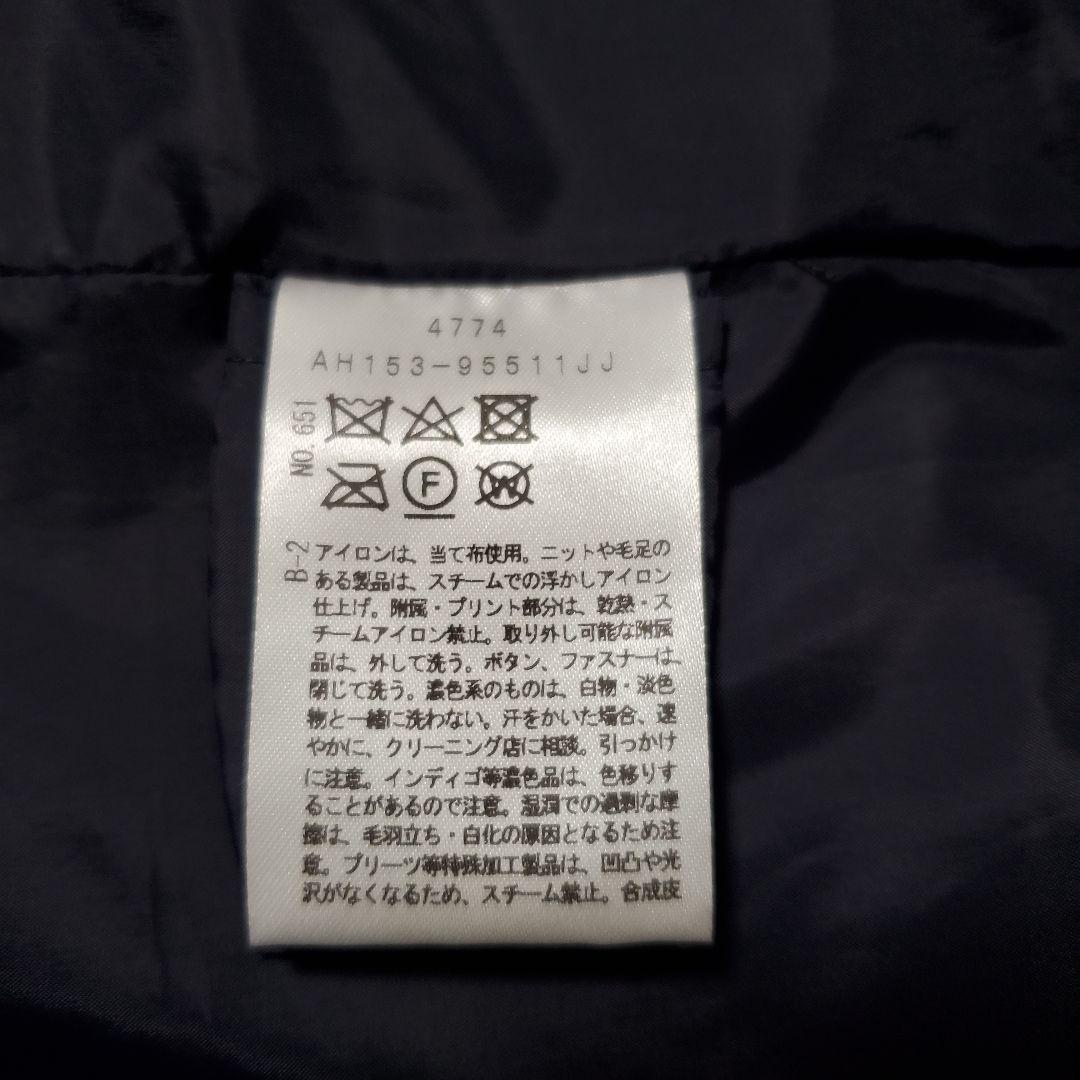 4774
AH153-95511JJ
NO.651
F
W
B-2
アイロンは、当て布使用。ニットや毛足の
ある製品は、スチームでの浮かしアイロン
仕上げ。附属・プリント部分は、乾熱・ス
チームアイロン禁止。取り外し可能な附属
品は、外して洗う。ボタン、ファスナーは、
閉じて洗う。濃色系のものは、白物・淡色
物と一緒に洗わない。汗をかいた場合、速
やかに、クリーニング店に相談。引っかけ
に注意。インディゴ等濃色品は、色移りす
ることがあるので注意。湿潤での過剰な摩
擦は、毛羽立ち・白化の原因となるため注
意。プリーツ等特殊加工製品は、凹凸や光
沢がなくなるため、スチーム禁止。合成皮